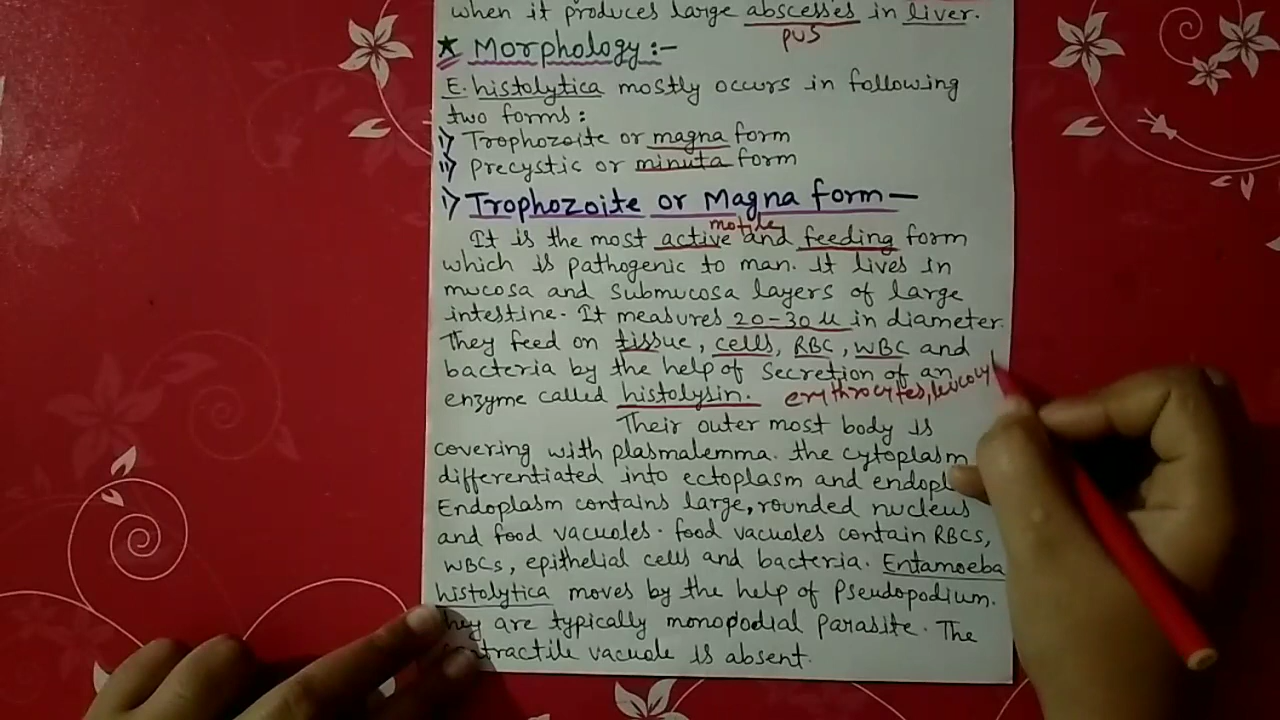 when it produces large abscesses in liver.
pus
★ Morphology:-
E. histolytica mostly occurs in following
two forms:
i) Trophozoite or magna form
ii) Precystic or minuta form
i) Trophozoite or Magna form—
motile
It is the most active and feeding form
which is pathogenic to man. It lives in
mucosa and submucosa layers of large
intestine. It measures 20-30 µ in diameter.
They feed on tissue, cells, RBC, WBC and
bacteria by the help of secretion of an
enzyme called histolysin. erythrocytes, leucocy
Their outer most body is
covering with plasmalemma. The cytoplasm
differentiated into ectoplasm and endopl
Endoplasm contains large, rounded nucleus
and food vacuoles. food vacuoles contain RBCs,
WBCs, epithelial cells and bacteria. Entamoeba
histolytica moves by the help of Pseudopodium.
hey are typically monopodial parasite. The
tractile vacuole is absent.